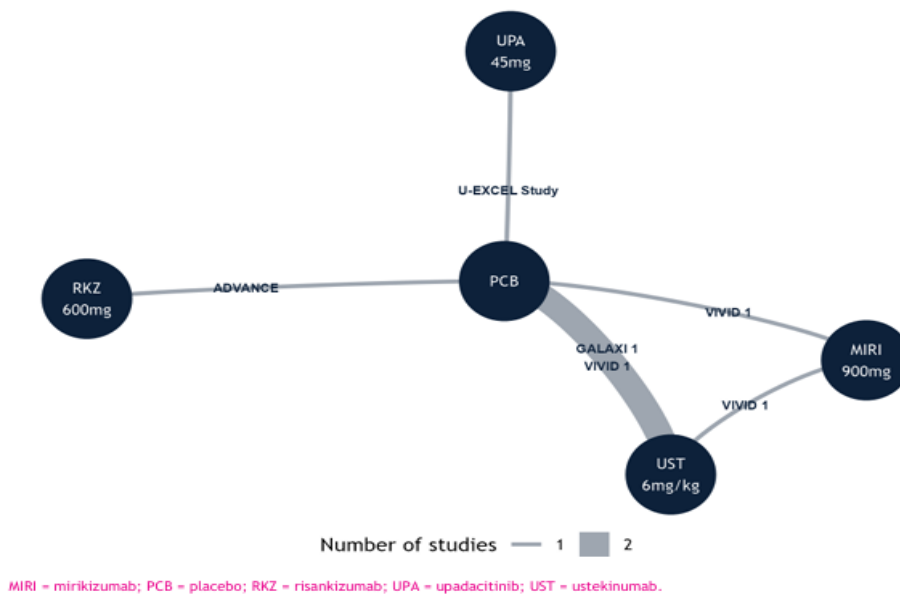 UPA
45mg
U-EXCEL Study
PCB
RKZ
600mg
ADVANCE
VIVID 1
GALAXI 1
VIVID 1
MIRI
900mg
VIVID 1
UST
6mg/kg
Number of studies 1 2
MIRI = mirikizumab; PCB = placebo; RKZ = risankizumab; UPA = upadacitinib; UST = ustekinumab.